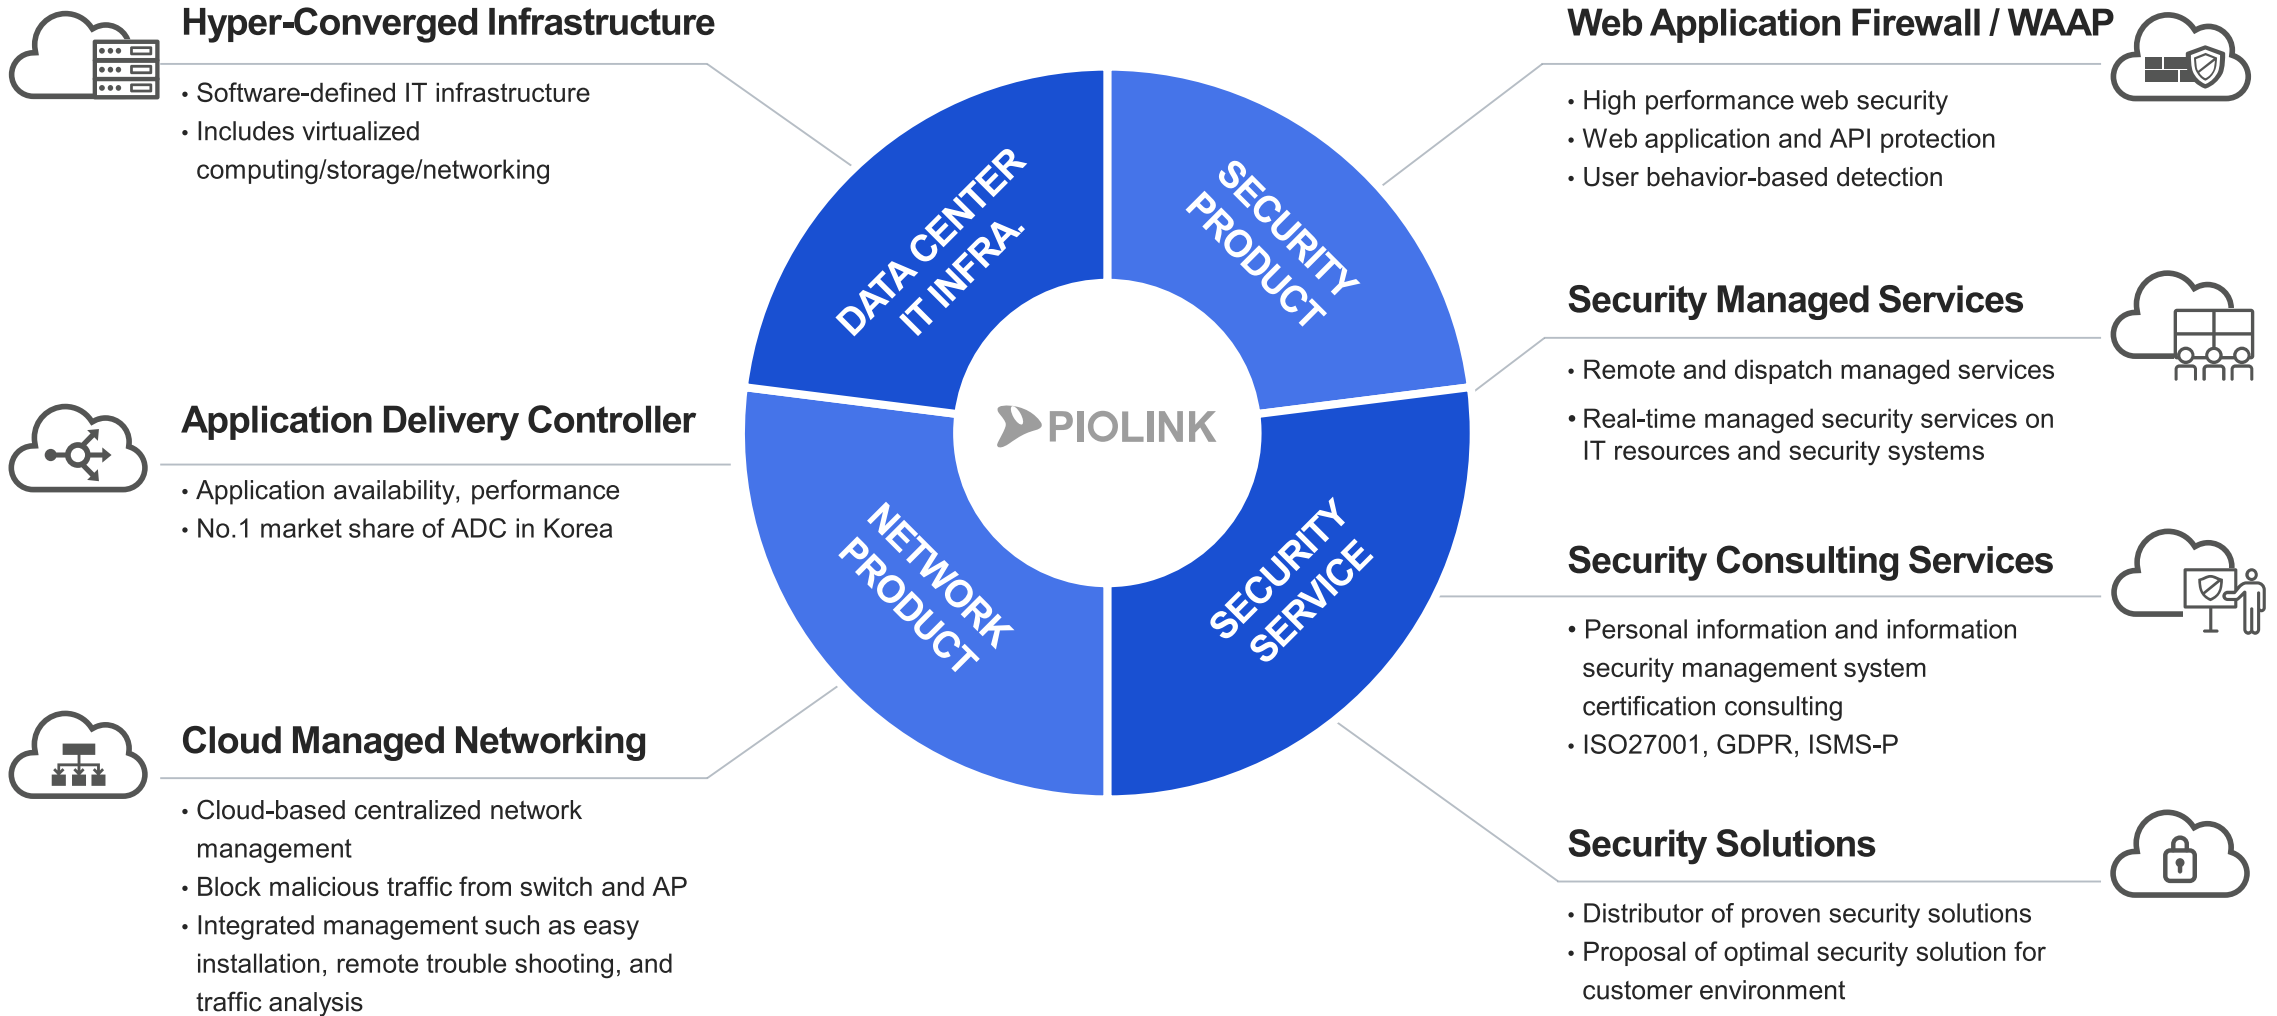 Hyper-Converged Infrastructure
• Software-defined IT infrastructure
• Includes virtualized
computing/storage/networking
Application Delivery Controller
• Application availability, performance
• No.1 market share of ADC in Korea
Cloud Managed Networking
• Cloud-based centralized network
management
• Block malicious traffic from switch and AP
• Integrated management such as easy
installation, remote trouble shooting, and
traffic analysis
DATA CENTER
IT INFRA.
SECURITY
PRODUCT
PIOLINK
NETWORK
PRODUCT
SECURITY
SERVICE
Web Application Firewall / WAAP
• High performance web security
• Web application and API protection
• User behavior-based detection
Security Managed Services
• Remote and dispatch managed services
• Real-time managed security services on
IT resources and security systems
Security Consulting Services
• Personal information and information
security management system
certification consulting
• ISO27001, GDPR, ISMS-P
Security Solutions
• Distributor of proven security solutions
• Proposal of optimal security solution for
customer environment